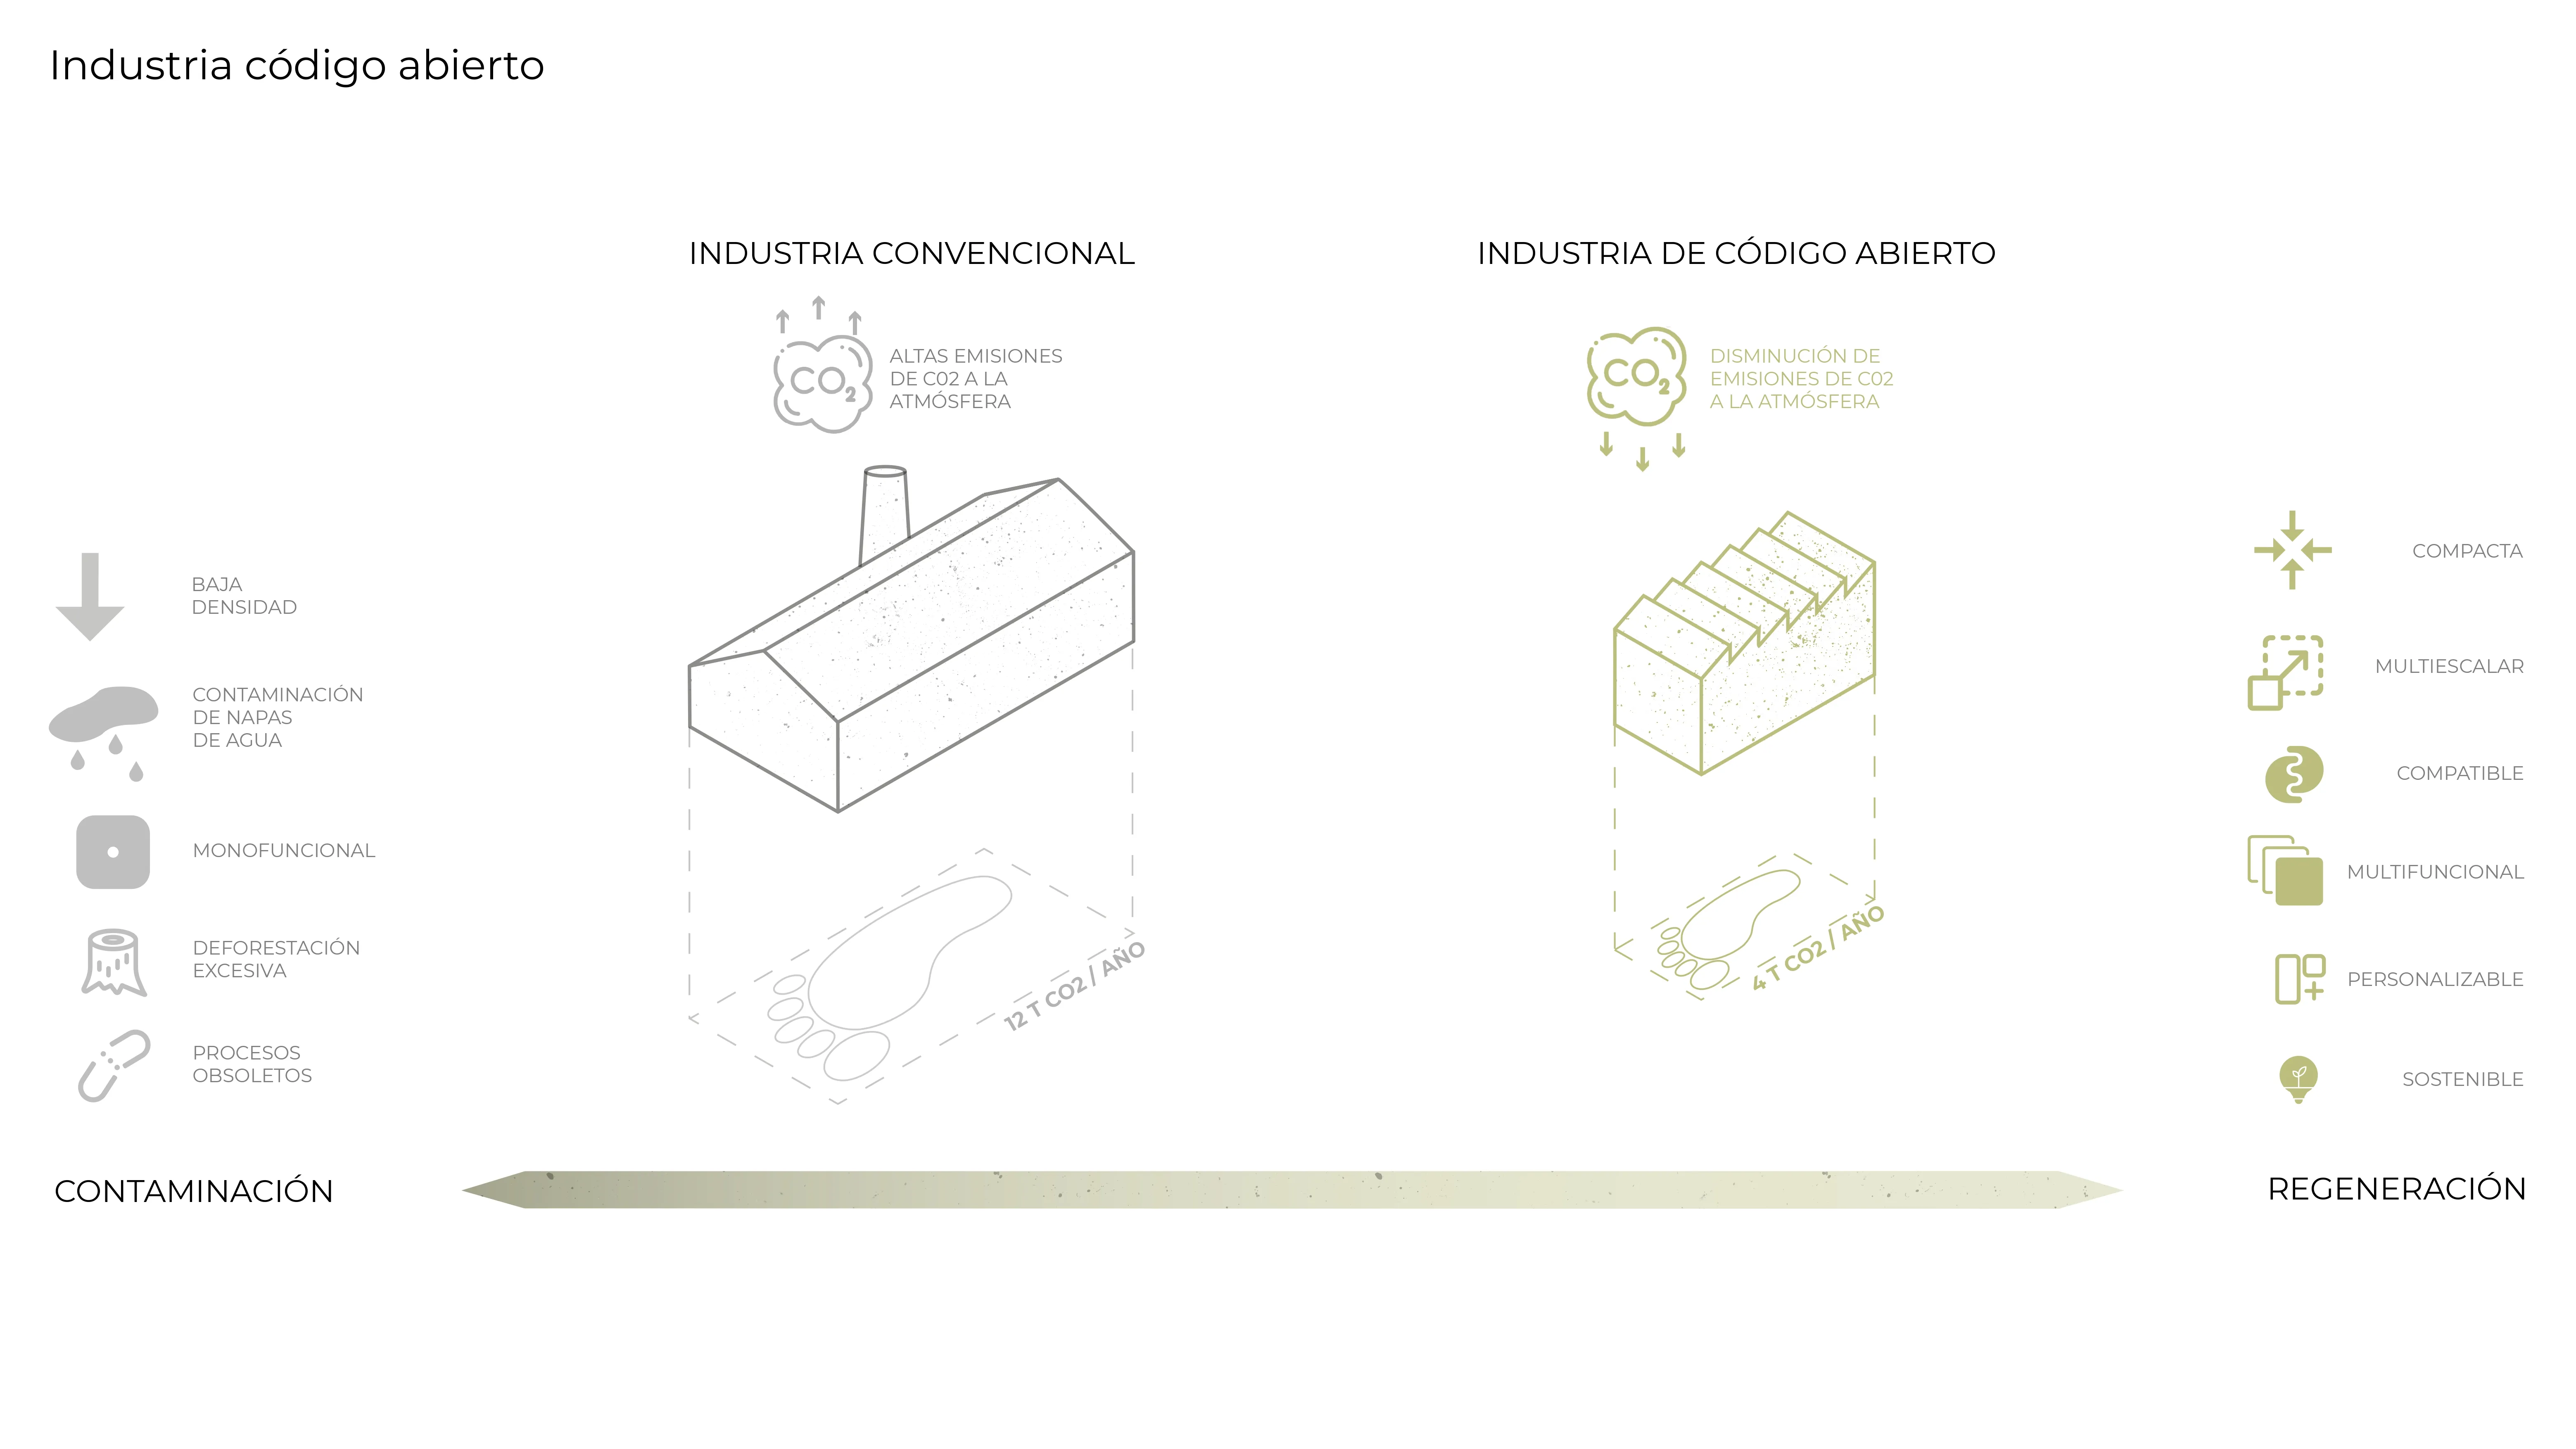 Industria código abierto
INDUSTRIA CONVENCIONAL
CO2
ALTAS EMISIONES
DE C02 A LA
ATMÓSFERA
INDUSTRIA DE CÓDIGO ABIERTO
CO2
DISMINUCIÓN DE
EMISIONES DE C02
A LA ATMÓSFERA
BAJA
DENSIDAD
CONTAMINACIÓN
DE NAPAS
DE AGUA
MONOFUNCIONAL
DEFORESTACIÓN
EXCESIVA
PROCESOS
OBSOLETOS
12 T CO2 / AÑO
4 T CO2 / AÑO
COMPACTA
MULTIESCALAR
COMPATIBLE
MULTIFUNCIONAL
PERSONALIZABLE
SOSTENIBLE
CONTAMINACIÓN
REGENERACIÓN